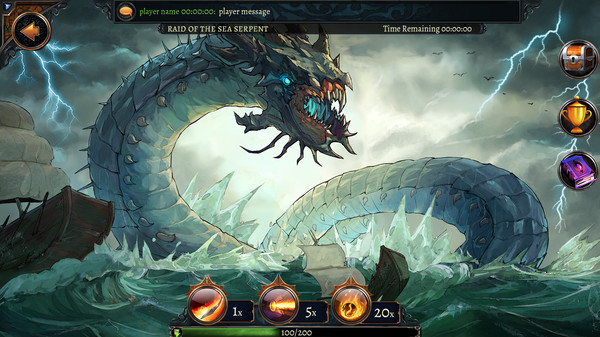 player name 00:00:00: player message
RAID OF THE SEA SERPENT
Time Remaining 00:00:00
1x
5x
20x
100/200